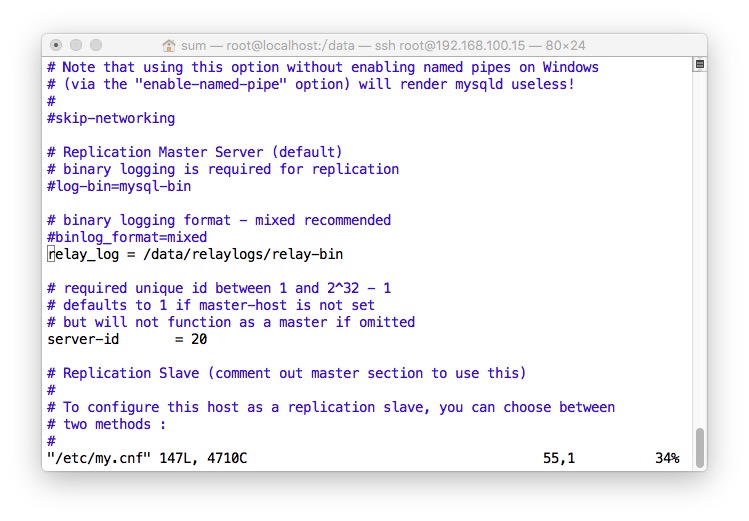 sum — root@localhost:/data — ssh root@192.168.100.15 — 80×24
# Note that using this option without enabling named pipes on Windows
# (via the "enable-named-pipe" option) will render mysqld useless!
#
#skip-networking
# Replication Master Server (default)
# binary logging is required for replication
#log-bin=mysql-bin
# binary logging format - mixed recommended
#binlog_format=mixed
relay_log = /data/relaylogs/relay-bin
# required unique id between 1 and 2^32 - 1
# defaults to 1 if master-host is not set
# but will not function as a master if omitted
server-id       = 20
# Replication Slave (comment out master section to use this)
#
# To configure this host as a replication slave, you can choose between
# two methods :
#
"/etc/my.cnf" 147L, 4710C 55,1 34%